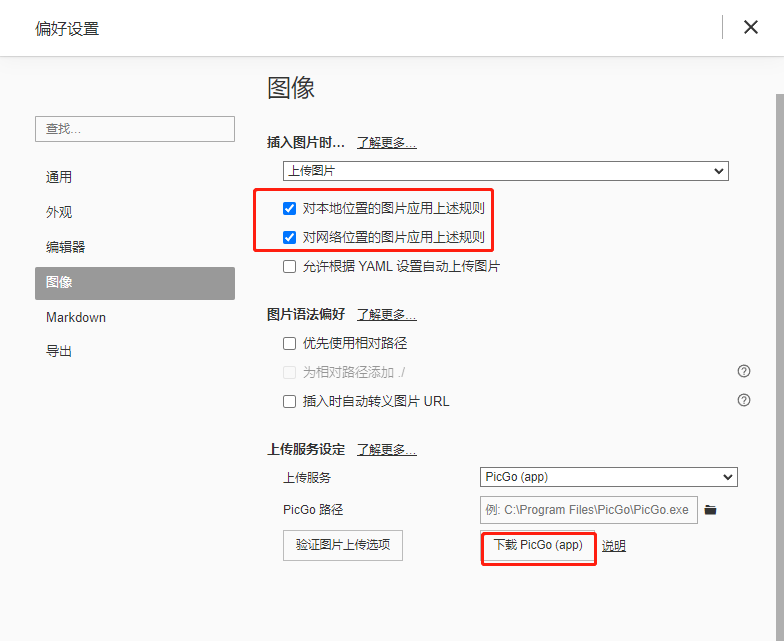 偏好设置
图像
查找...
通用
外观
编辑器
图像
Markdown
导出
插入图片时... 了解更多...
上传图片
对本地位置的图片应用上述规则
对网络位置的图片应用上述规则
允许根据 YAML 设置自动上传图片
图片语法偏好 了解更多...
优先使用相对路径
为相对路径添加 ./
插入时自动转义图片 URL
上传服务设定 了解更多...
上传服务 PicGo (app)
PicGo 路径 例: C:\Program Files\PicGo\PicGo.exe
验证图片上传选项 下载 PicGo (app) 说明